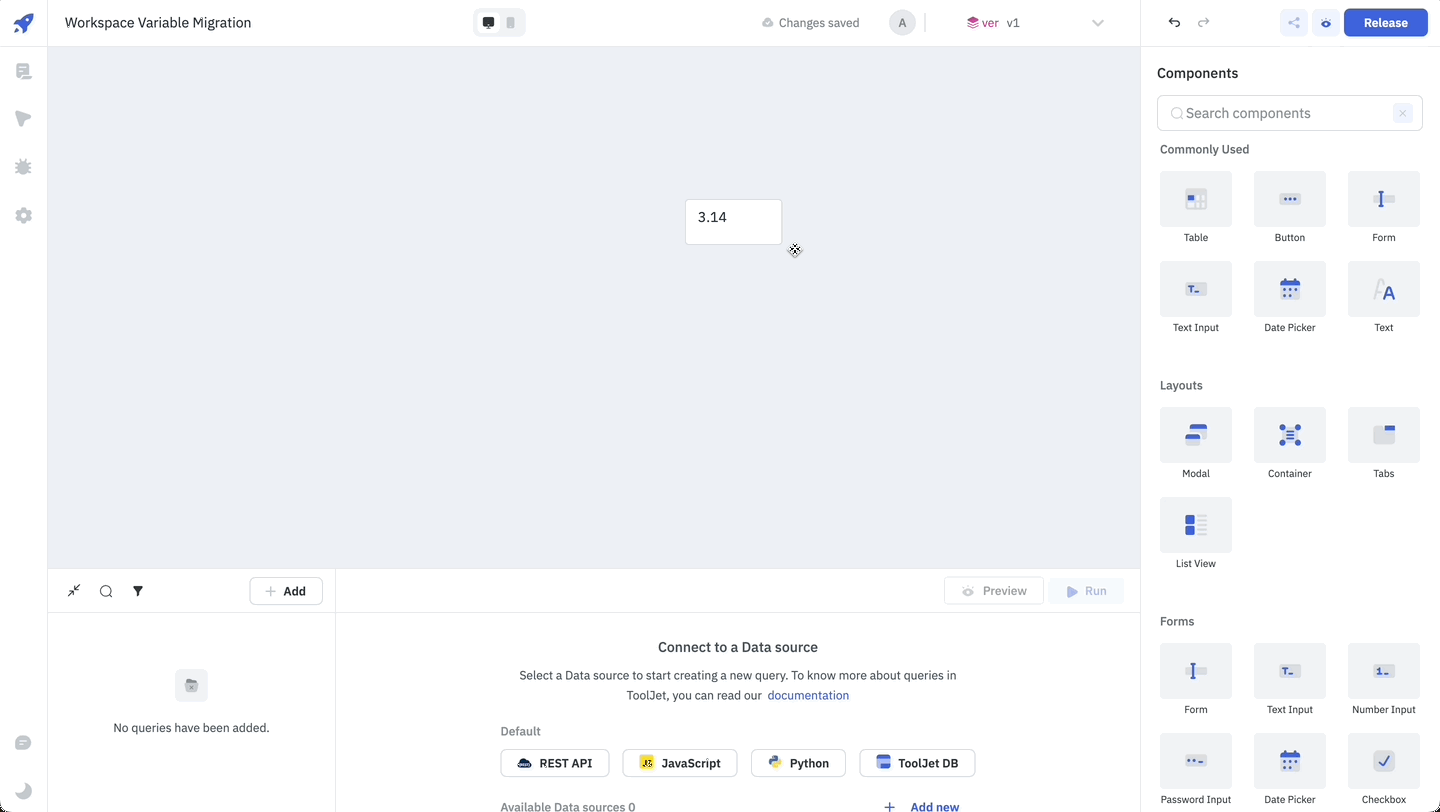 Workspace Variable Migration
Changes saved
A
ver v1
Release
3.14
Components
Search components
Commonly Used
Table
Button
Form
Text Input
Date Picker
Text
Layouts
Modal
Container
Tabs
List View
Forms
Form
Text Input
Number Input
Password Input
Date Picker
Checkbox
Add
Preview
Run
No queries have been added.
Connect to a Data source
Select a Data source to start creating a new query. To know more about queries in
ToolJet, you can read our documentation
Default
REST API
JavaScript
Python
ToolJet DB
Available Data sources 0
Add new